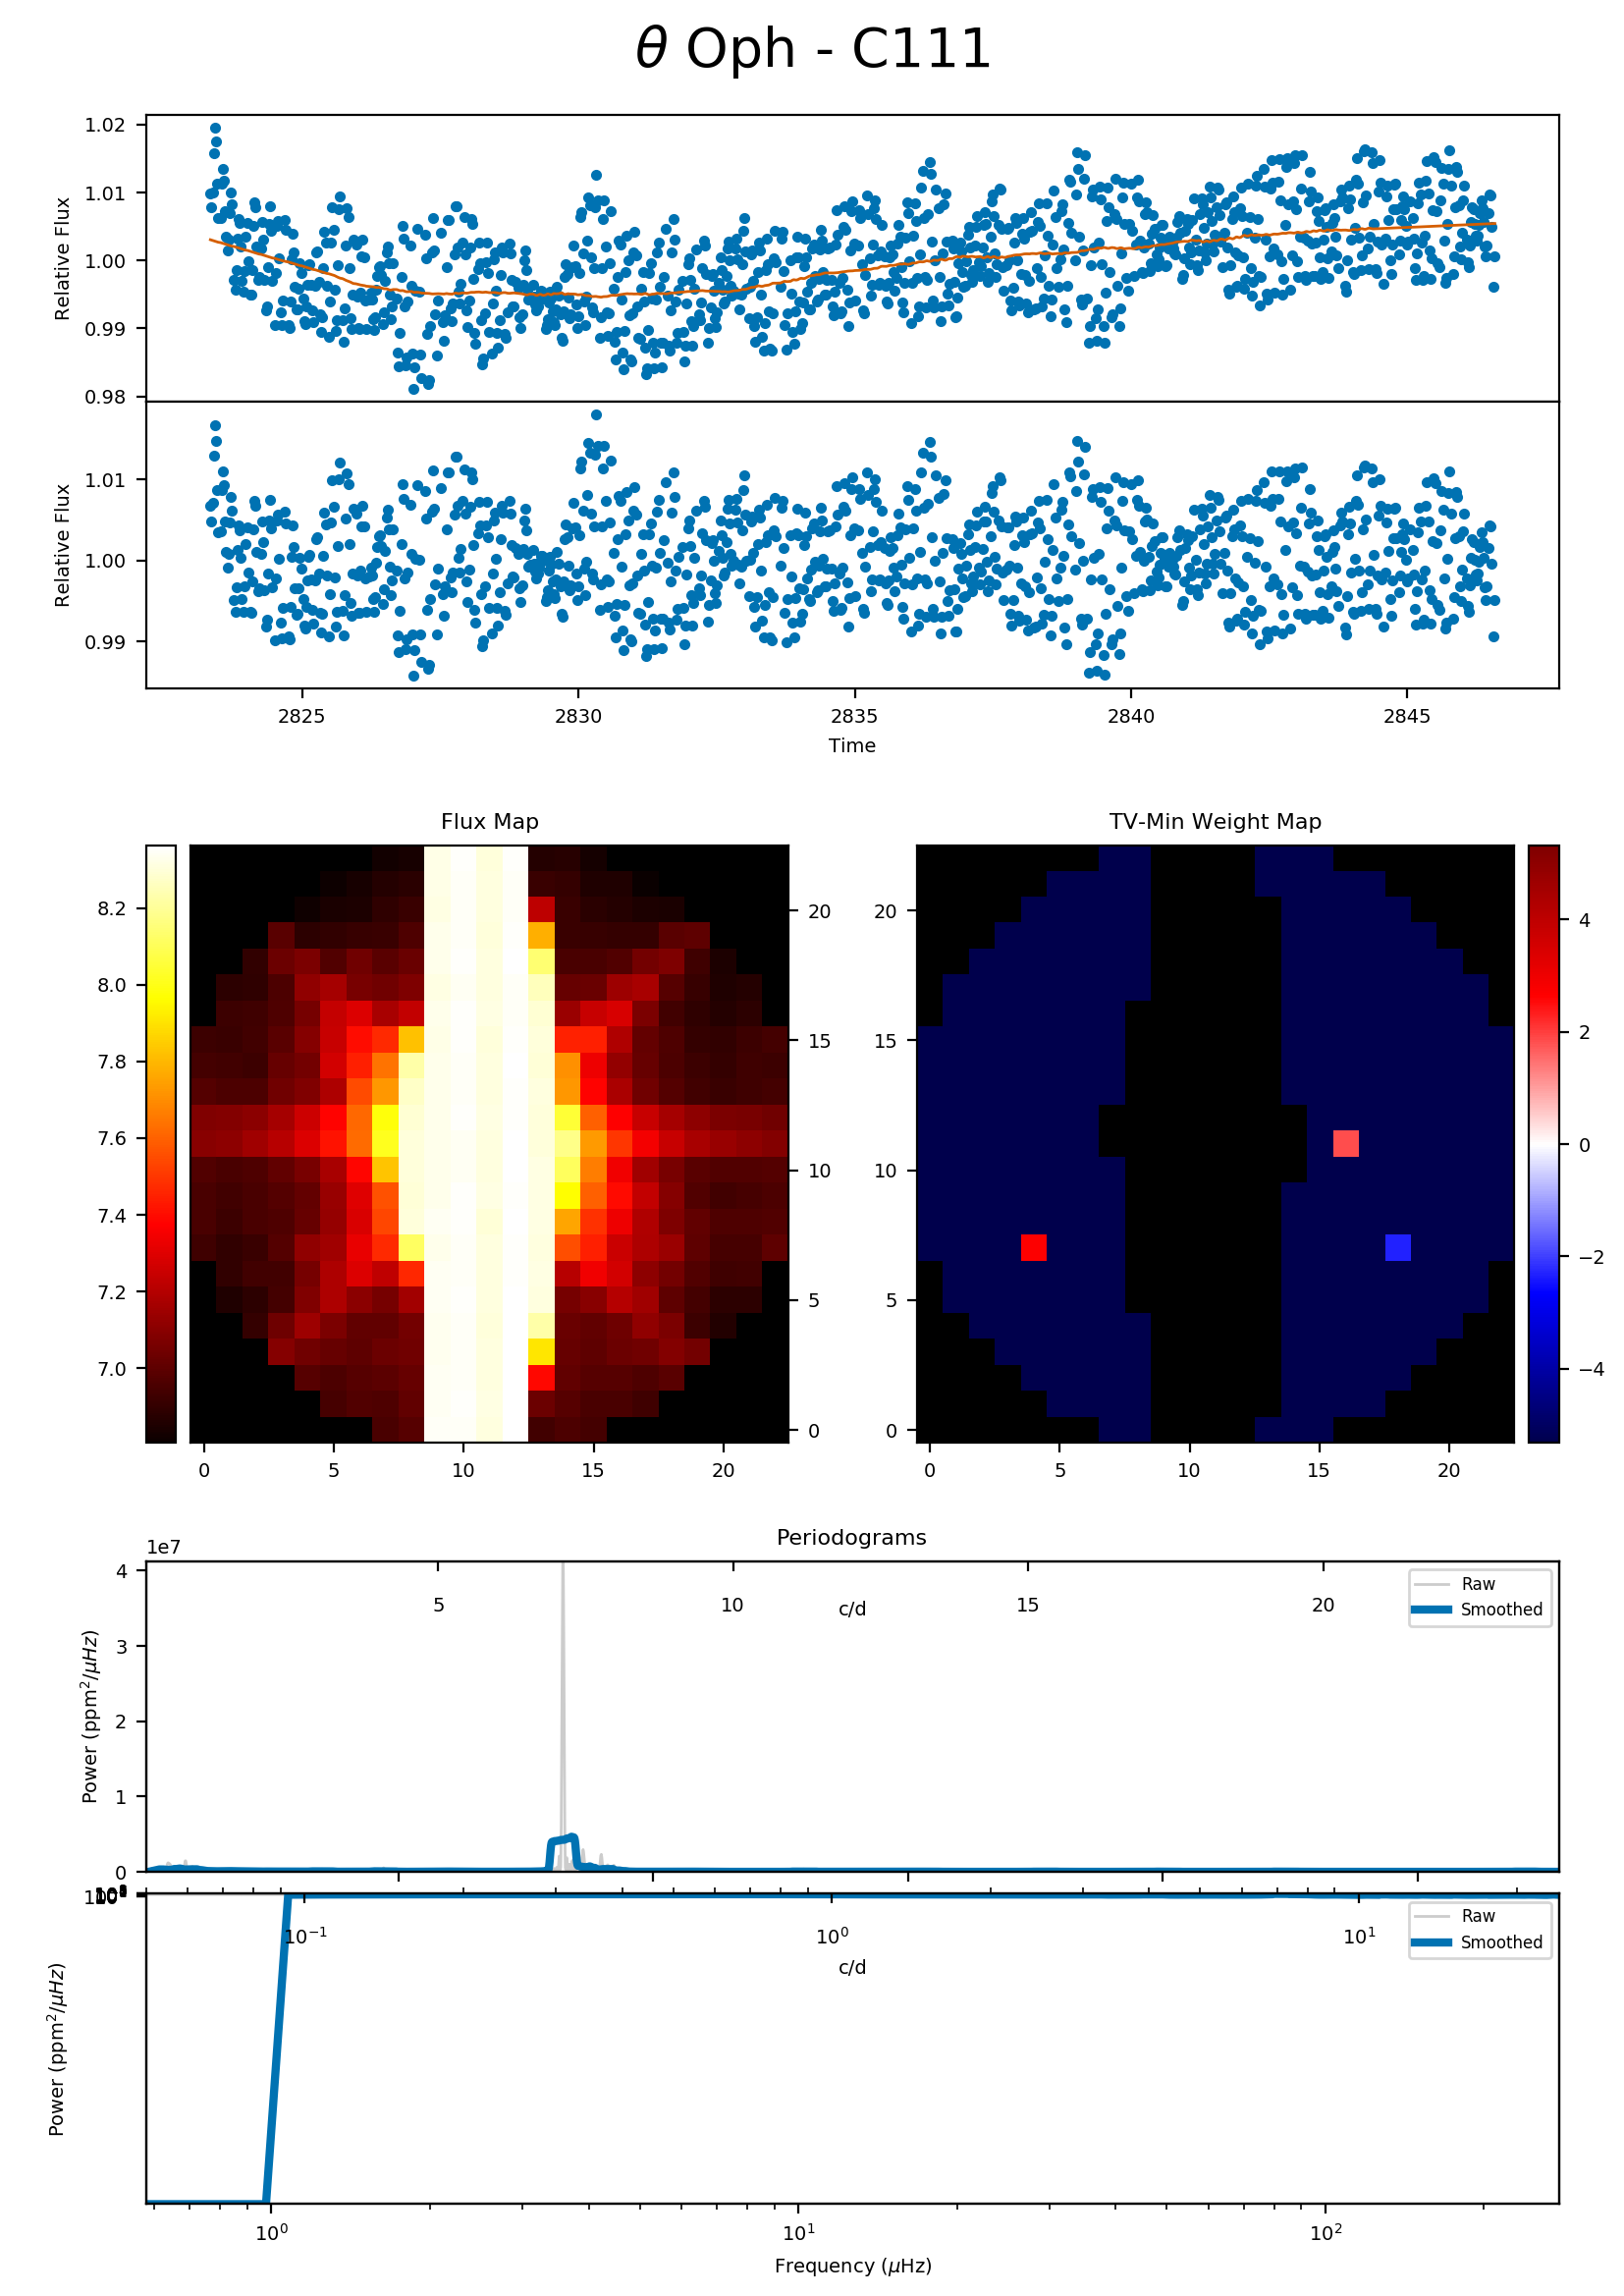 θ Oph - C111
1.02
1.01
1.00
0.99
0.98
Relative Flux
1.01
1.00
0.99
Relative Flux
2825 2830 2835 2840 2845
Time
Flux Map
TV-Min Weight Map
8.2
8.0
7.8
7.6
7.4
7.2
7.0
20
15
10
5
0
0 5 10 15 20
20
15
10
5
0
0 5 10 15 20
4
2
0
−2
−4
Periodograms
1e7
4
3
2
1
0
Power (ppm²/μHz)
5 10 15 20
c/d
Raw
Smoothed
10⁻¹ 10⁰ 10¹
c/d
Raw
Smoothed
Power (ppm²/μHz)
10⁰ 10¹ 10²
Frequency (μHz)